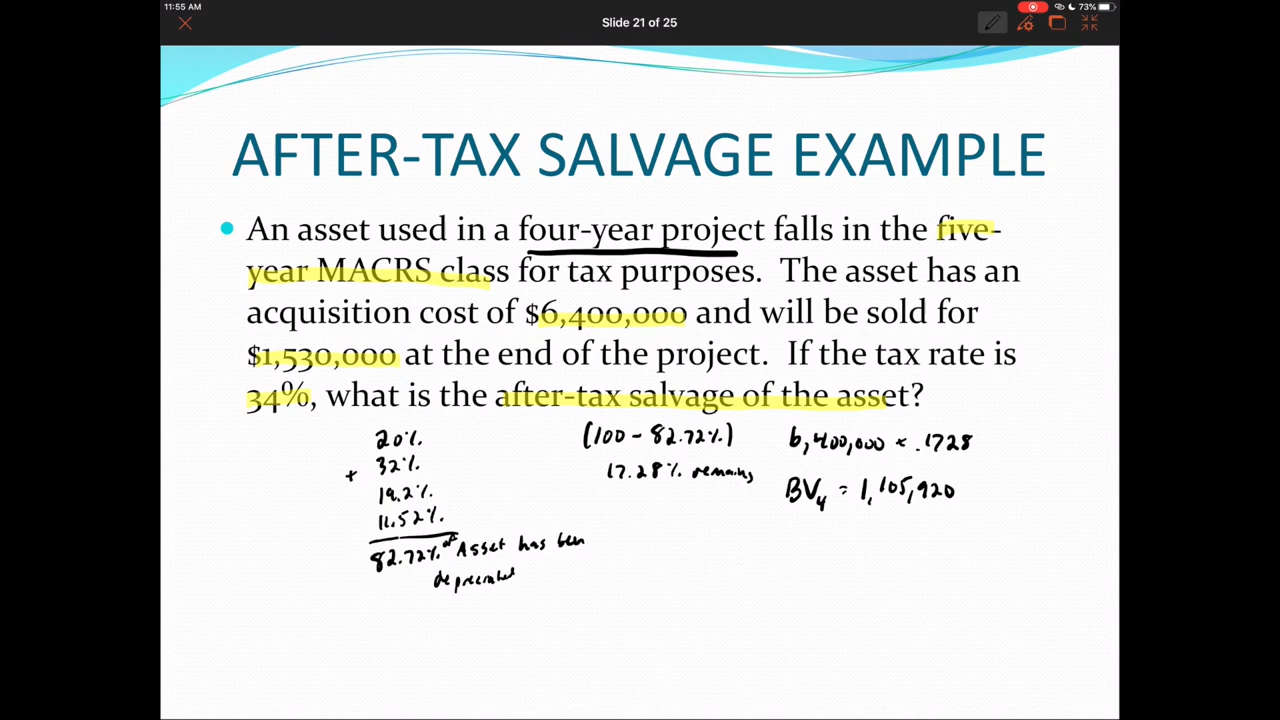 11:55 AM
73%
Slide 21 of 25
AFTER-TAX SALVAGE EXAMPLE
• An asset used in a four-year project falls in the five-
year MACRS class for tax purposes. The asset has an
acquisition cost of $6,400,000 and will be sold for
$1,530,000 at the end of the project. If the tax rate is
34%, what is the after-tax salvage of the asset?
20%
+ 32%
19.2%
11.52%
82.72% of Asset has been
depreciated
(100 - 82.72%)
17.28% remaining
6,400,000 × .1728
BV4 = 1,105,920